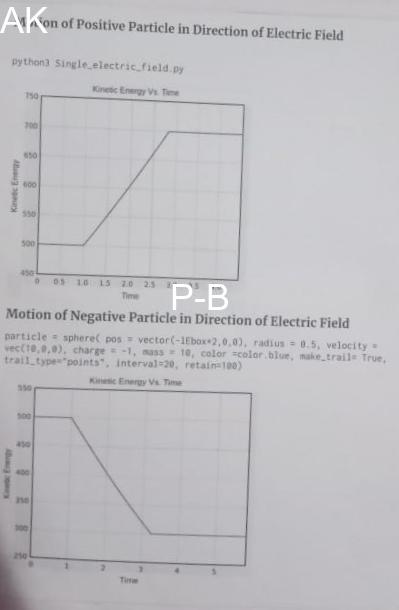 AK
Motion of Positive Particle in Direction of Electric Field
python3 Single_electric_field.py
Kinetic Energy Vs. Time
750
700
650
600
550
500
450
Kinetic Energy
0 0.5 1.0 1.5 2.0 2.5
Time
P-B
Motion of Negative Particle in Direction of Electric Field
particle = sphere( pos = vector(-lEbox*2,0,0), radius = 0.5, velocity =
vec(10,0,0), charge = -1, mass = 10, color =color.blue, make_trail= True,
trail_type="points", interval=20, retain=100)
Kinetic Energy Vs. Time
550
500
450
400
350
300
250
Kinetic Energy
0 1 2 3 4 5
Time